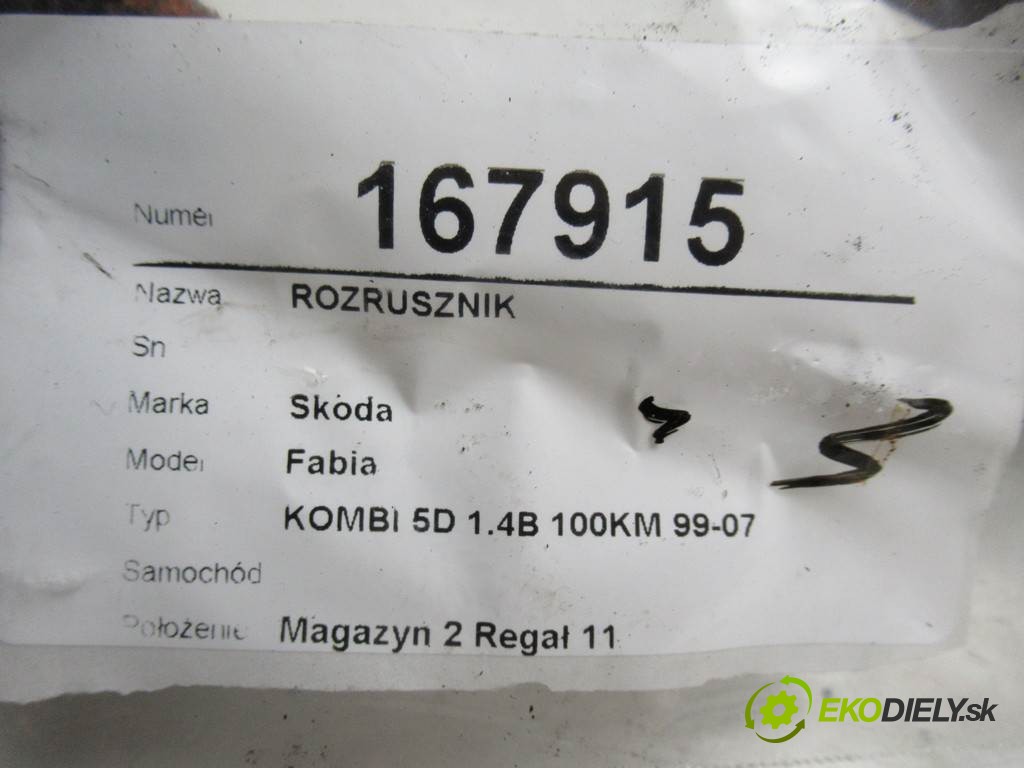 Numer 167915
Nazwa ROZRUSZNIK
Sn
Marka Skoda
Model Fabia
Typ KOMBI 5D 1.4B 100KM 99-07
Samochód
Położenie Magazyn 2 Regał 11
EKODIELY.sk